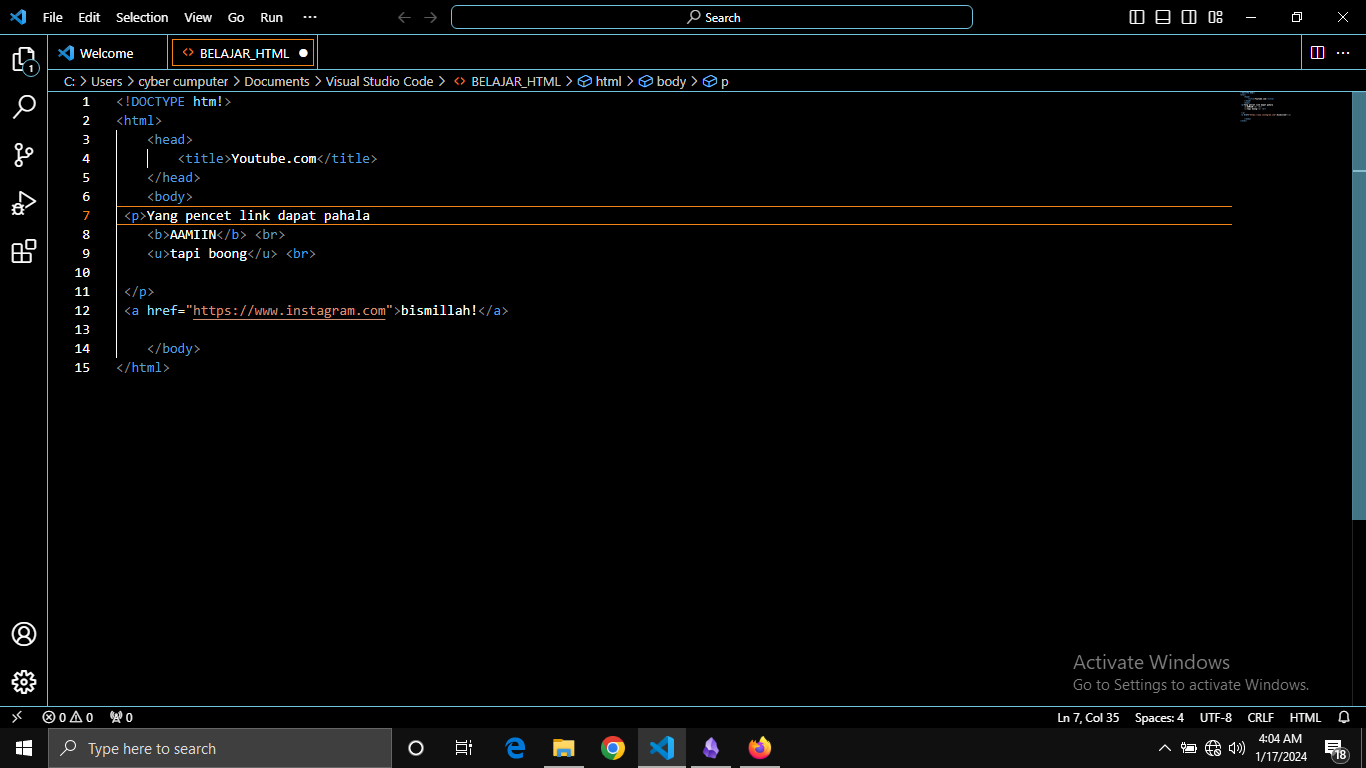 File Edit Selection View Go Run ··· Search
Welcome BELAJAR_HTML
1
C: > Users > cyber cumputer > Documents > Visual Studio Code > BELAJAR_HTML > html > body > p
1 <!DOCTYPE htm!>
2 <html>
3 <head>
4 <title>Youtube.com</title>
5 </head>
6 <body>
7 <p>Yang pencet link dapat pahala
8 <b>AAMIIN</b> <br>
9 <u>tapi boong</u> <br>
10
11 </p>
12 <a href="https://www.instagram.com">bismillah!</a>
13
14 </body>
15 </html>
Activate Windows
Go to Settings to activate Windows.
0 0 0 Ln 7, Col 35 Spaces: 4 UTF-8 CRLF HTML
Type here to search
4:04 AM
1/17/2024
18